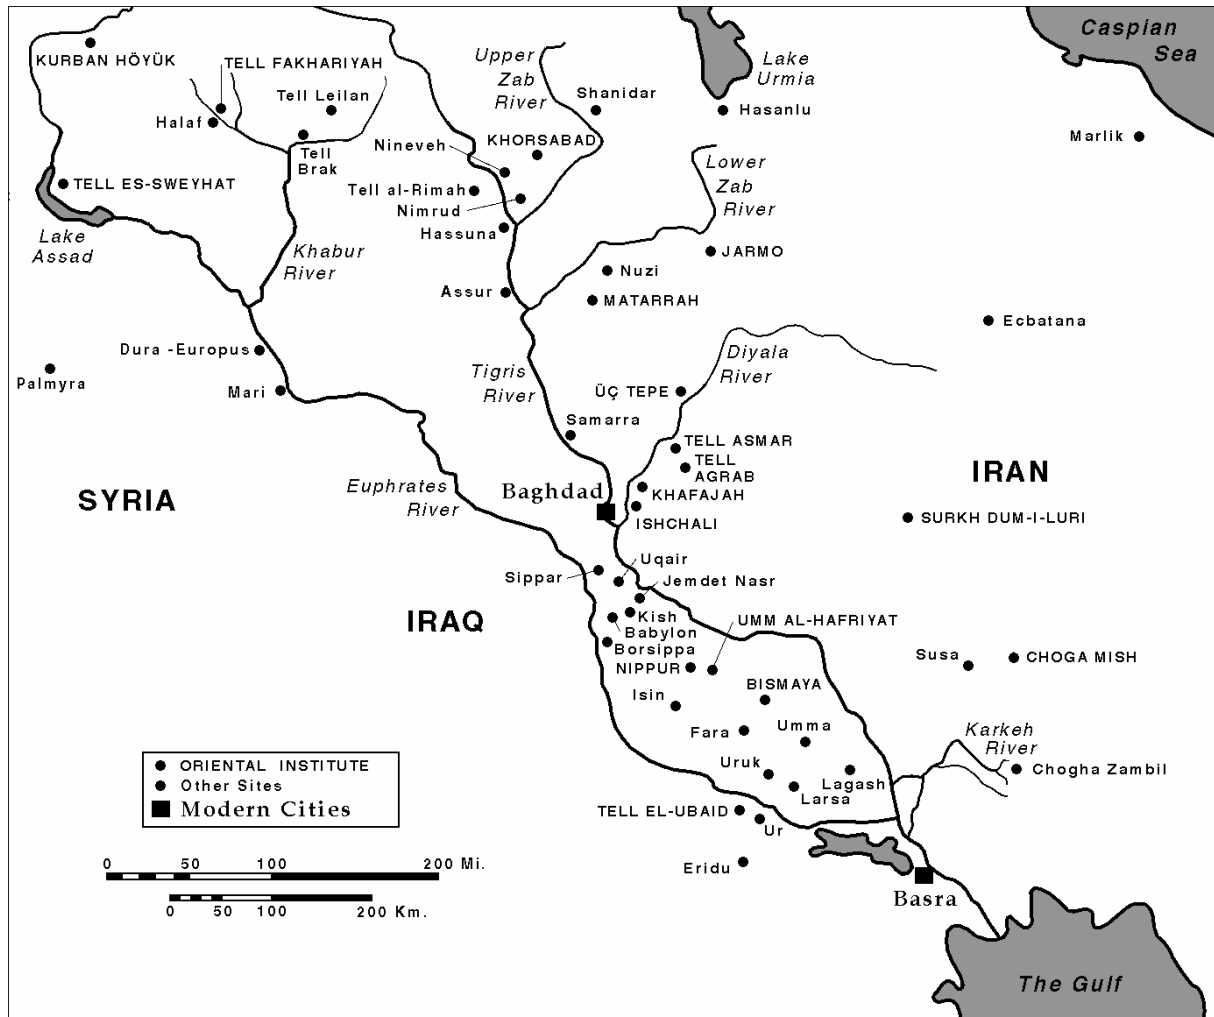 Caspian
Sea
KURBAN HÖYÜK
TELL FAKHARIYAH
Upper
Zab
River
Lake
Urmia
Tell Leilan
Shanidar
Hasanlu
Halaf
Marlik
Nineveh
KHORSABAD
Tell
Brak
Lower
Zab
River
TELL ES-SWEYHAT
Tell al-Rimah
Nimrud
Hassuna
Lake
Assad
Khabur
River
JARMO
Nuzi
Assur
MATARRAH
Ecbatana
Dura -Europus
Diyala
River
Palmyra
Mari
Tigris
River
ÜÇ TEPE
Samarra
TELL ASMAR
TELL
AGRAB
IRAN
SYRIA
Euphrates
River
Baghdad
KHAFAJAH
ISHCHALI
SURKH DUM-I-LURI
Uqair
Sippar
Jemdet Nasr
IRAQ
Kish
UMM AL-HAFRIYAT
Babylon
Borsippa
NIPPUR
Susa
CHOGA MISH
BISMAYA
Isin
Fara
Umma
Karkeh
River
Uruk
Lagash
Chogha Zambil
Larsa
ORIENTAL INSTITUTE
Other Sites
Modern Cities
TELL EL-UBAID
Ur
0 50 100 200 Mi.
Eridu
Basra
0 50 100 200 Km.
The Gulf